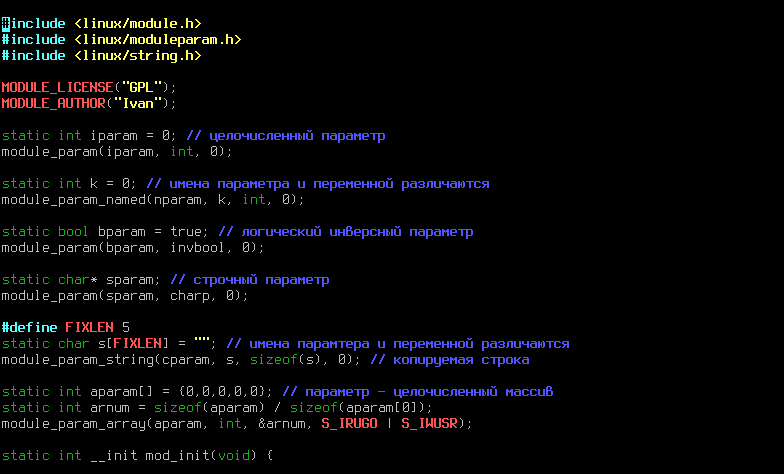 #include <linux/module.h>
#include <linux/moduleparam.h>
#include <linux/string.h>
MODULE_LICENSE("GPL");
MODULE_AUTHOR("Ivan");
static int iparam = 0; // целочисленный параметр
module_param(iparam, int, 0);
static int k = 0; // имена параметра и переменной различаются
module_param_named(nparam, k, int, 0);
static bool bparam = true; // логический инверсный параметр
module_param(bparam, invbool, 0);
static char* sparam; // строчный параметр
module_param(sparam, charp, 0);
#define FIXLEN 5
static char s[FIXLEN] = ""; // имена парамтера и переменной различаются
module_param_string(cparam, s, sizeof(s), 0); // копируемая строка
static int aparam[] = {0,0,0,0,0}; // параметр - целочисленный массив
static int arnum = sizeof(aparam) / sizeof(aparam[0]);
module_param_array(aparam, int, &arnum, S_IRUGO | S_IWUSR);
static int __init mod_init(void) {